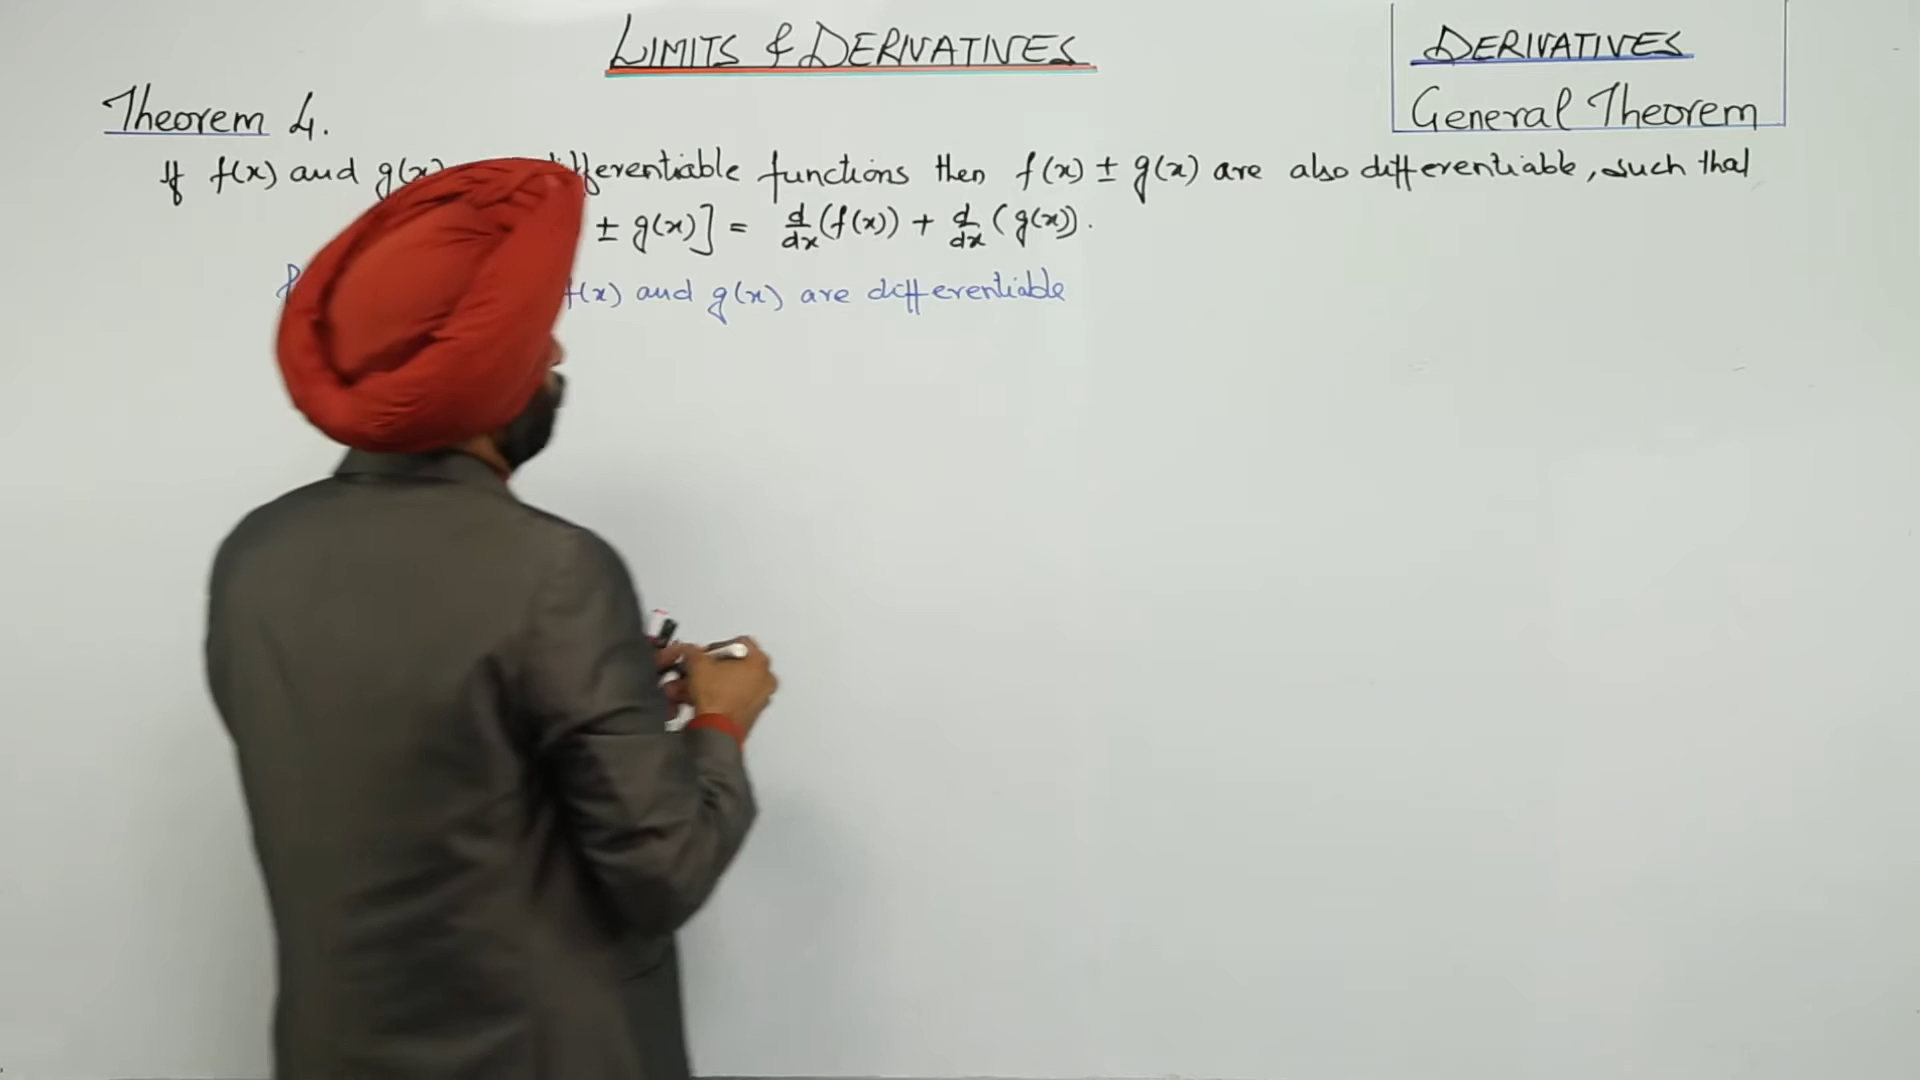 LIMITS & DERIVATIVES
DERIVATIVES
General Theorem
Theorem 4.
If f(x) and g(x) differentiable functions then f(x) ± g(x) are also differentiable, such that
± g(x)] = d/dx (f(x)) + d/dx (g(x)).
f(x) and g(x) are differentiable